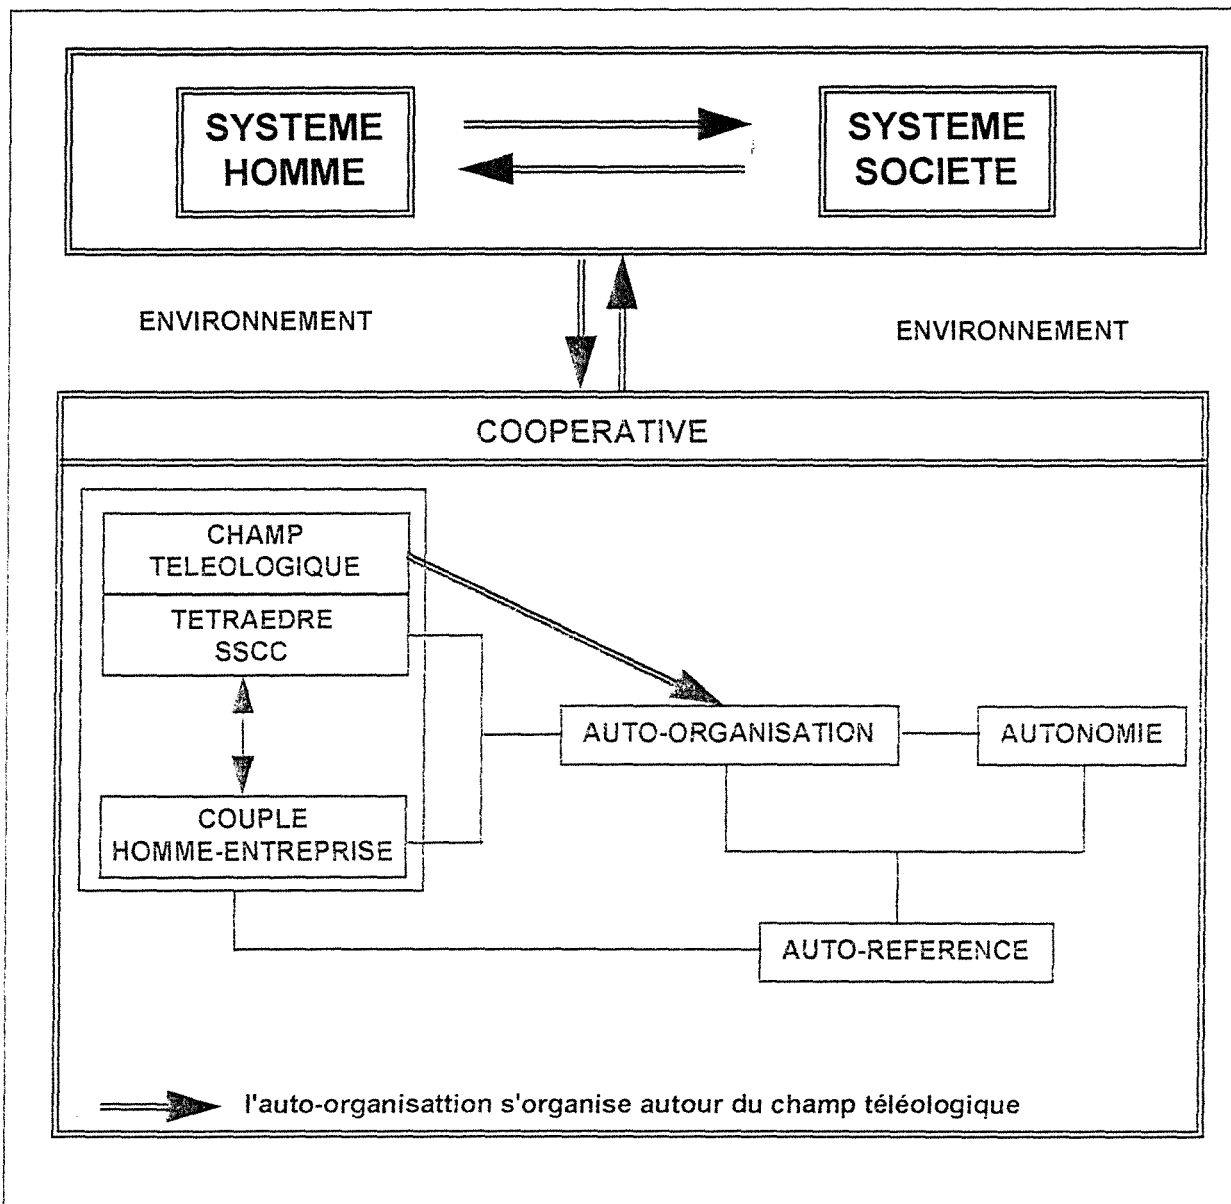 SYSTEME
HOMME
SYSTEME
SOCIETE
ENVIRONNEMENT
ENVIRONNEMENT
COOPERATIVE
CHAMP
TELEOLOGIQUE
TETRAEDRE
SSCC
COUPLE
HOMME-ENTREPRISE
AUTO-ORGANISATION
AUTONOMIE
AUTO-REFERENCE
l'auto-organisattion s'organise autour du champ téléologique